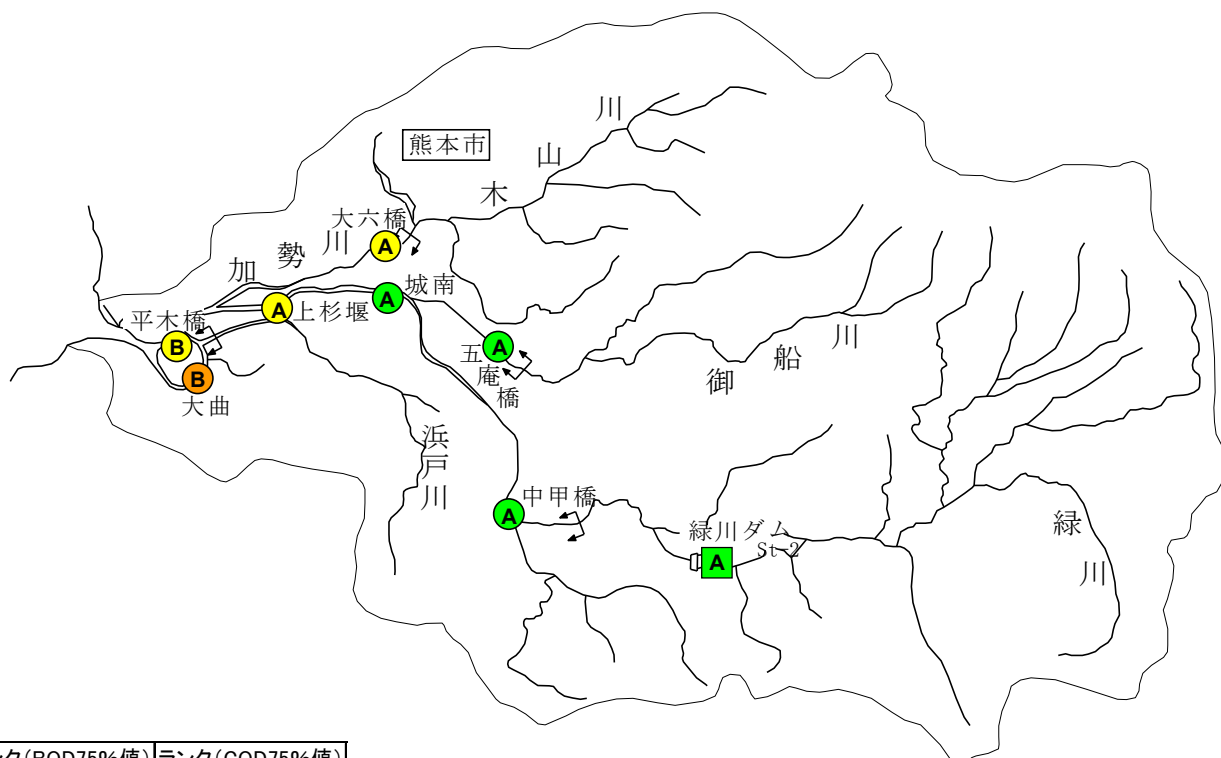 熊本市
木山川
大六橋
A
加勢川
城南
A
上杉堰
A
平木橋
B
B
大曲
五庵橋
A
御船川
浜戸川
中甲橋
A
緑川ダム
St-2
A
緑川
ランク(COD75%値)